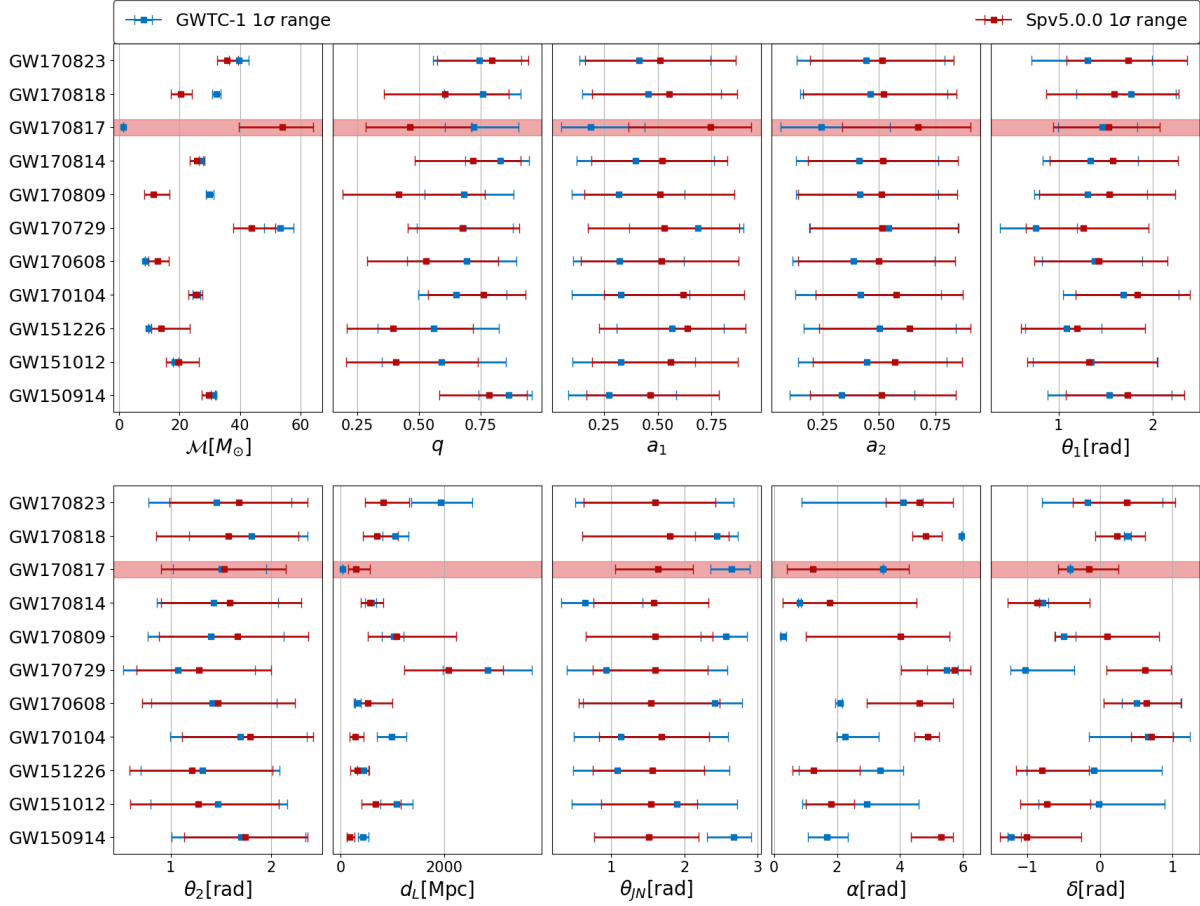 GWTC-1 1σ range Spv5.0.0 1σ range
GW170823
GW170818
GW170817
GW170814
GW170809
GW170729
GW170608
GW170104
GW151226
GW151012
GW150914
0 20 40 60 0.25 0.50 0.75 0.25 0.50 0.75 0.25 0.50 0.75 1 2
ℳ[M⊙] q a₁ a₂ θ₁[rad]
GW170823
GW170818
GW170817
GW170814
GW170809
GW170729
GW170608
GW170104
GW151226
GW151012
GW150914
1 2 0 2000 1 2 3 0 2 4 6 −1 0 1
θ₂[rad] d_L[Mpc] θ_JN[rad] α[rad] δ[rad]